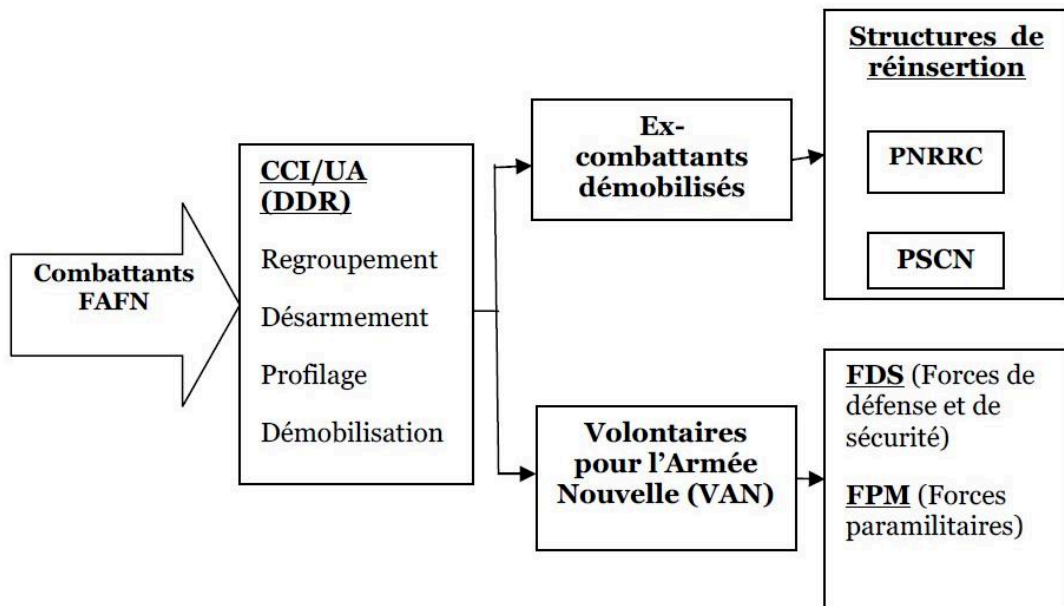 Combattants
FAFN
CCI/UA
(DDR)
Regroupement
Désarmement
Profilage
Démobilisation
Ex-
combattants
démobilisés
Structures de
réinsertion
PNRRC
PSCN
Volontaires
pour l’Armée
Nouvelle (VAN)
FDS (Forces de
défense et de
sécurité)
FPM (Forces
paramilitaires)